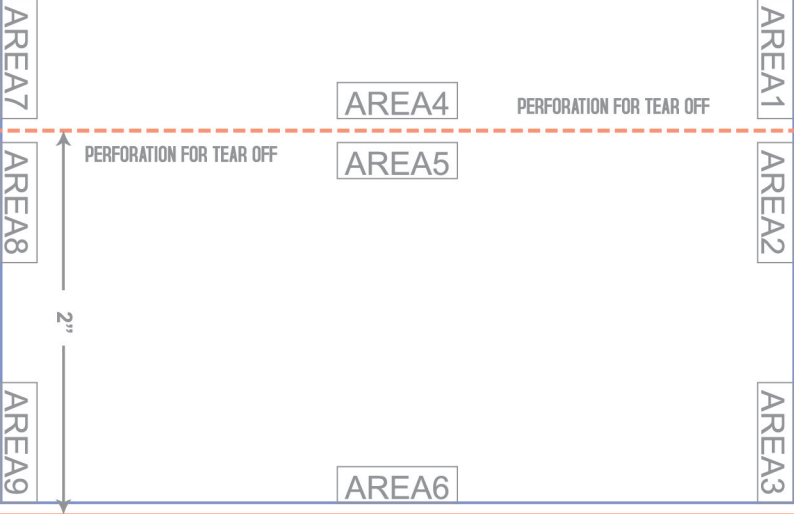 AREA7
AREA1
AREA4
PERFORATION FOR TEAR OFF
PERFORATION FOR TEAR OFF
AREA5
AREA8
AREA2
2”
AREA9
AREA6
AREA3